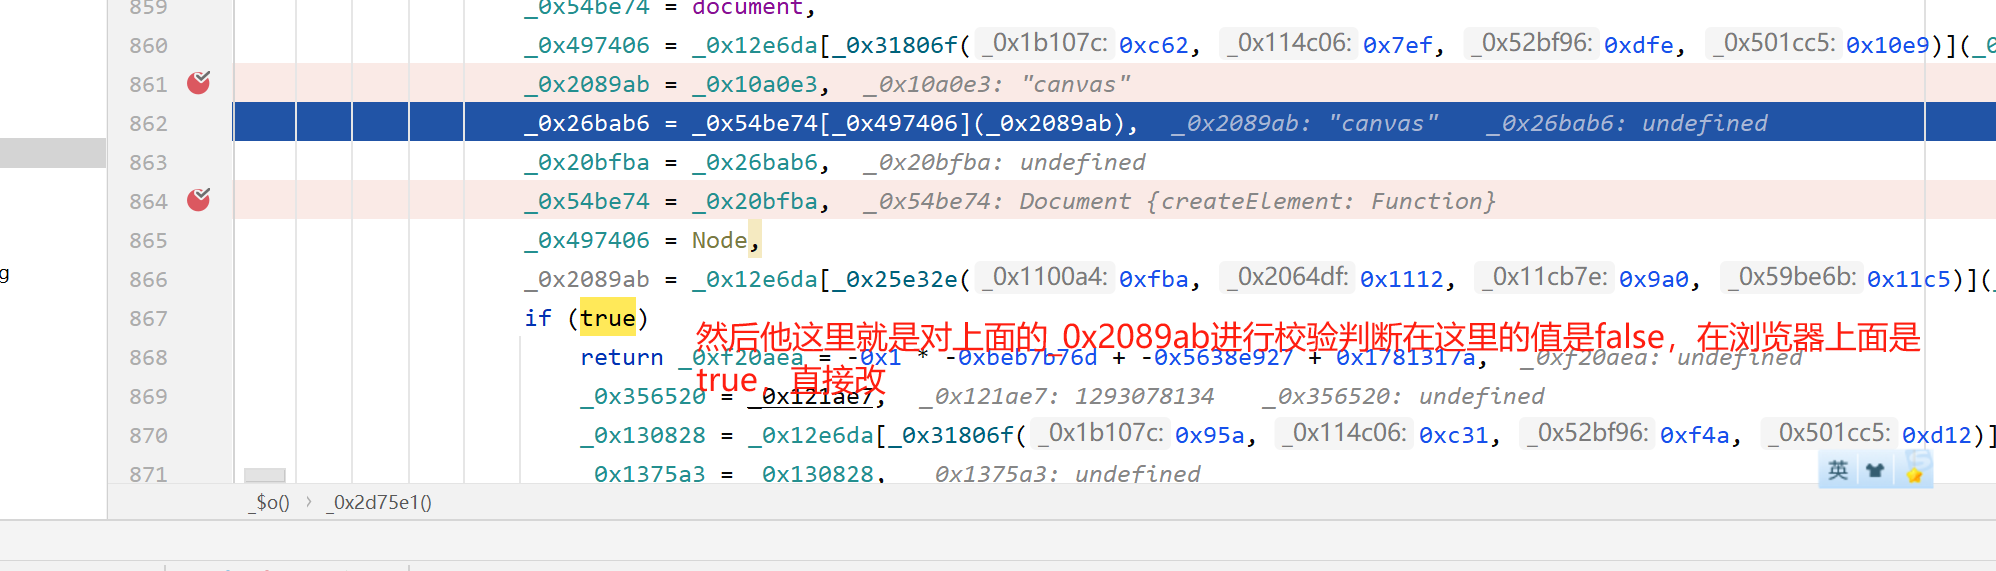 859 _0x54be74 = document,
860 _0x497406 = _0x12e6da[_0x31806f( _0x1b107c: 0xc62, _0x114c06: 0x7ef, _0x52bf96: 0xdfe, _0x501cc5: 0x10e9)](_0
861 _0x2089ab = _0x10a0e3, _0x10a0e3: "canvas"
862 _0x26bab6 = _0x54be74[_0x497406](_0x2089ab), _0x2089ab: "canvas" _0x26bab6: undefined
863 _0x20bfba = _0x26bab6, _0x20bfba: undefined
864 _0x54be74 = _0x20bfba, _0x54be74: Document {createElement: Function}
865 _0x497406 = Node,
866 _0x2089ab = _0x12e6da[_0x25e32e( _0x1100a4: 0xfba, _0x2064df: 0x1112, _0x11cb7e: 0x9a0, _0x59be6b: 0x11c5)](
g
867 if (true)
然后他这里就是对上面的_0x2089ab进行校验判断在这里的值是false，在浏览器上面是
868 return _0xf20aea = -0x1 * -0xbeb7b76d + -0x5638e927 + 0x1781317a, _0xf20aea: undefined
true，直接改
869 _0x356520 = _0x121ae7, _0x121ae7: 1293078134 _0x356520: undefined
870 _0x130828 = _0x12e6da[_0x31806f( _0x1b107c: 0x95a, _0x114c06: 0xc31, _0x52bf96: 0xf4a, _0x501cc5: 0xd12)]
871 _0x1375a3 = _0x130828, _0x1375a3: undefined
英
_$o() › _0x2d75e1()